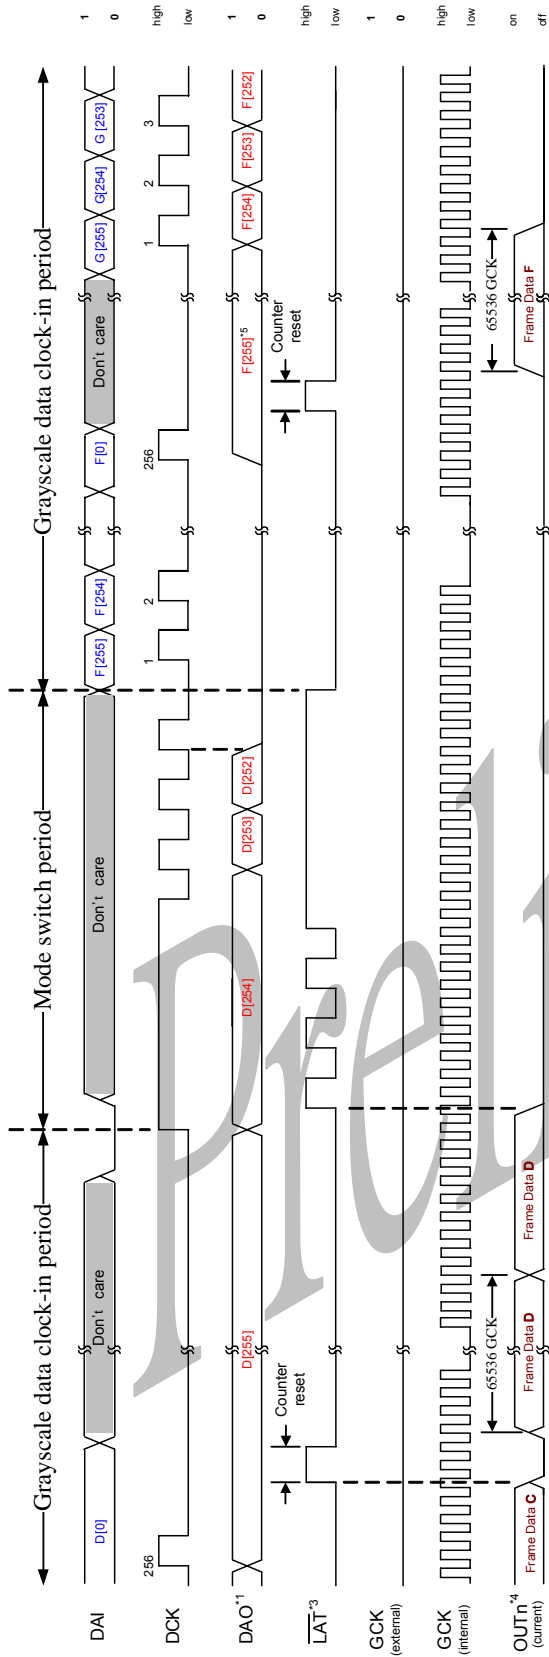 Grayscale data clock-in period
Mode switch period
Grayscale data clock-in period
DAI
D[0]
Don't care
Don't care
F[255]
F[254]
F[0]
Don't care
G[255]
G[254]
G[253]
1
0
DCK
256
1
2
256
1
2
3
high
low
DAO*1
D[255]
D[254]
D[253]
D[252]
F[255]*5
F[254]
F[253]
F[252]
1
0
LAT*3
Counter
reset
Counter
reset
high
low
GCK
(external)
1
0
GCK
(internal)
high
low
OUTn*4
(current)
Frame Data C
65536 GCK
Frame Data D
Frame Data D
65536 GCK
Frame Data F
on
off
Preli